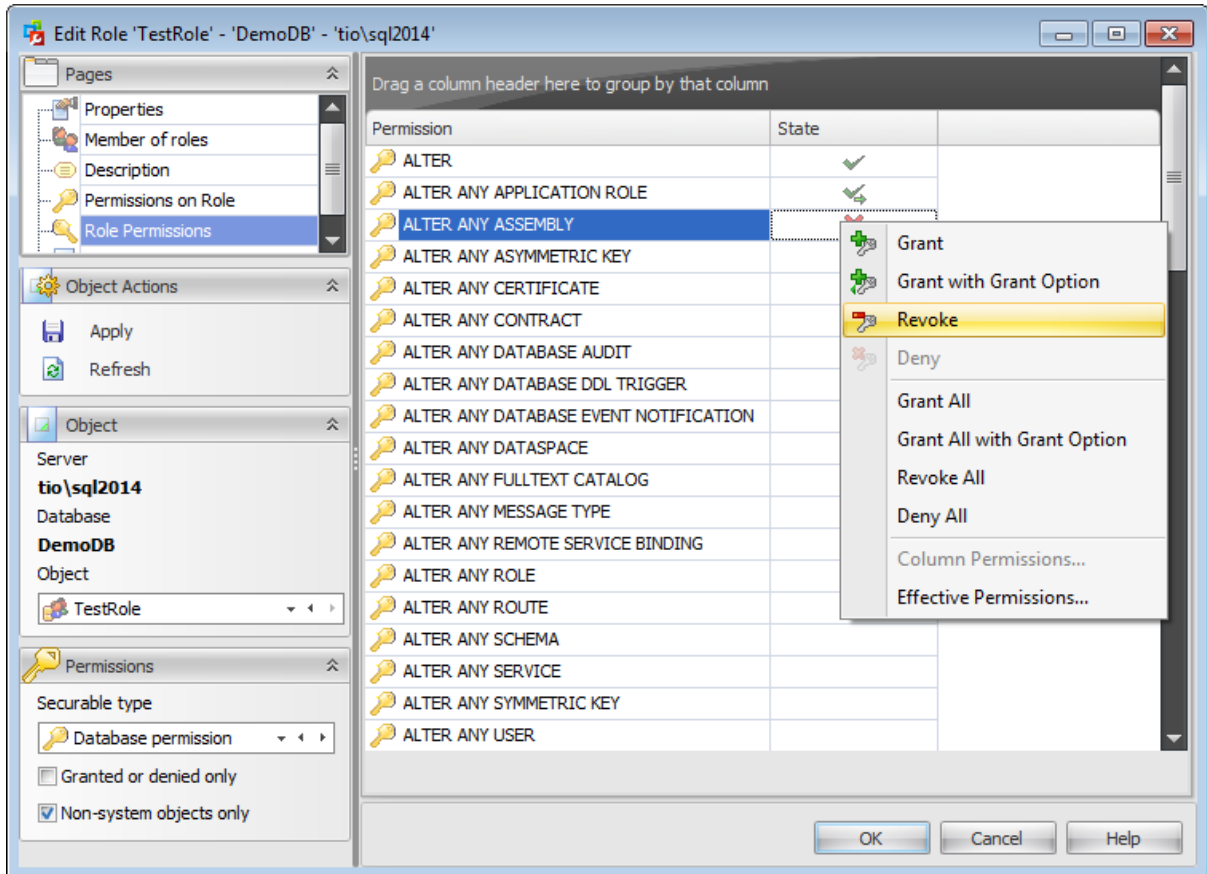 Edit Role 'TestRole' - 'DemoDB' - 'tio\sql2014'
Pages
Properties
Member of roles
Description
Permissions on Role
Role Permissions
Object Actions
Apply
Refresh
Object
Server
tio\sql2014
Database
DemoDB
Object
TestRole
Permissions
Securable type
Database permission
Granted or denied only
Non-system objects only
Drag a column header here to group by that column
Permission State
ALTER
ALTER ANY APPLICATION ROLE
ALTER ANY ASSEMBLY
ALTER ANY ASYMMETRIC KEY
ALTER ANY CERTIFICATE
ALTER ANY CONTRACT
ALTER ANY DATABASE AUDIT
ALTER ANY DATABASE DDL TRIGGER
ALTER ANY DATABASE EVENT NOTIFICATION
ALTER ANY DATASPACE
ALTER ANY FULLTEXT CATALOG
ALTER ANY MESSAGE TYPE
ALTER ANY REMOTE SERVICE BINDING
ALTER ANY ROLE
ALTER ANY ROUTE
ALTER ANY SCHEMA
ALTER ANY SERVICE
ALTER ANY SYMMETRIC KEY
ALTER ANY USER
Grant
Grant with Grant Option
Revoke
Deny
Grant All
Grant All with Grant Option
Revoke All
Deny All
Column Permissions...
Effective Permissions...
OK Cancel Help